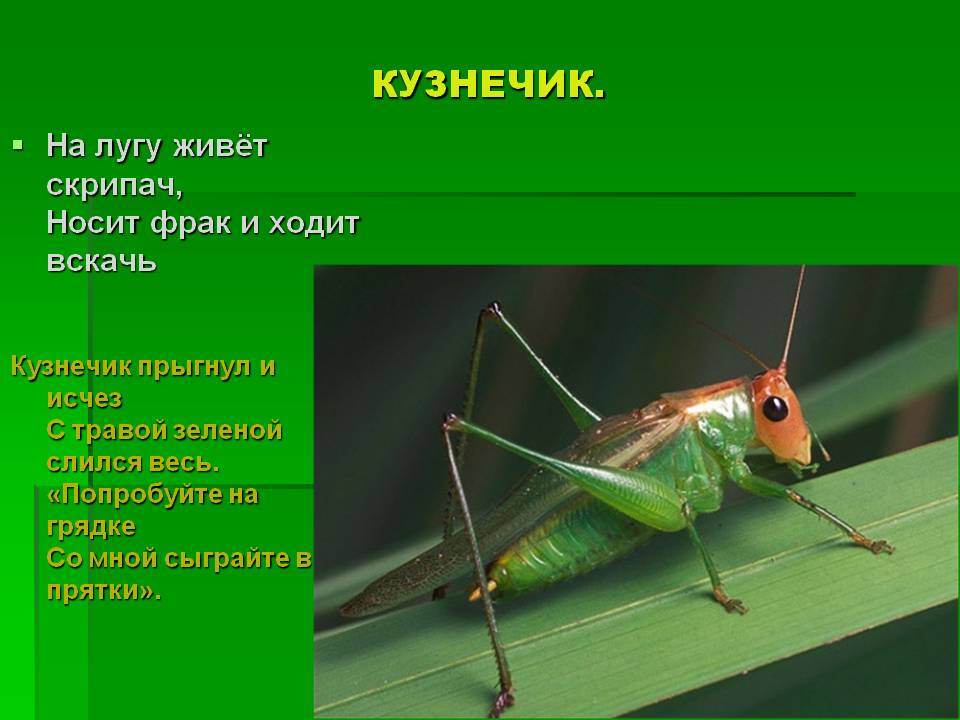 КУЗНЕЧИК.
На лугу живёт
скрипач,
Носит фрак и ходит
вскачь
Кузнечик прыгнул и
исчез
С травой зеленой
слился весь.
«Попробуйте на
грядке
Со мной сыграйте в
прятки».